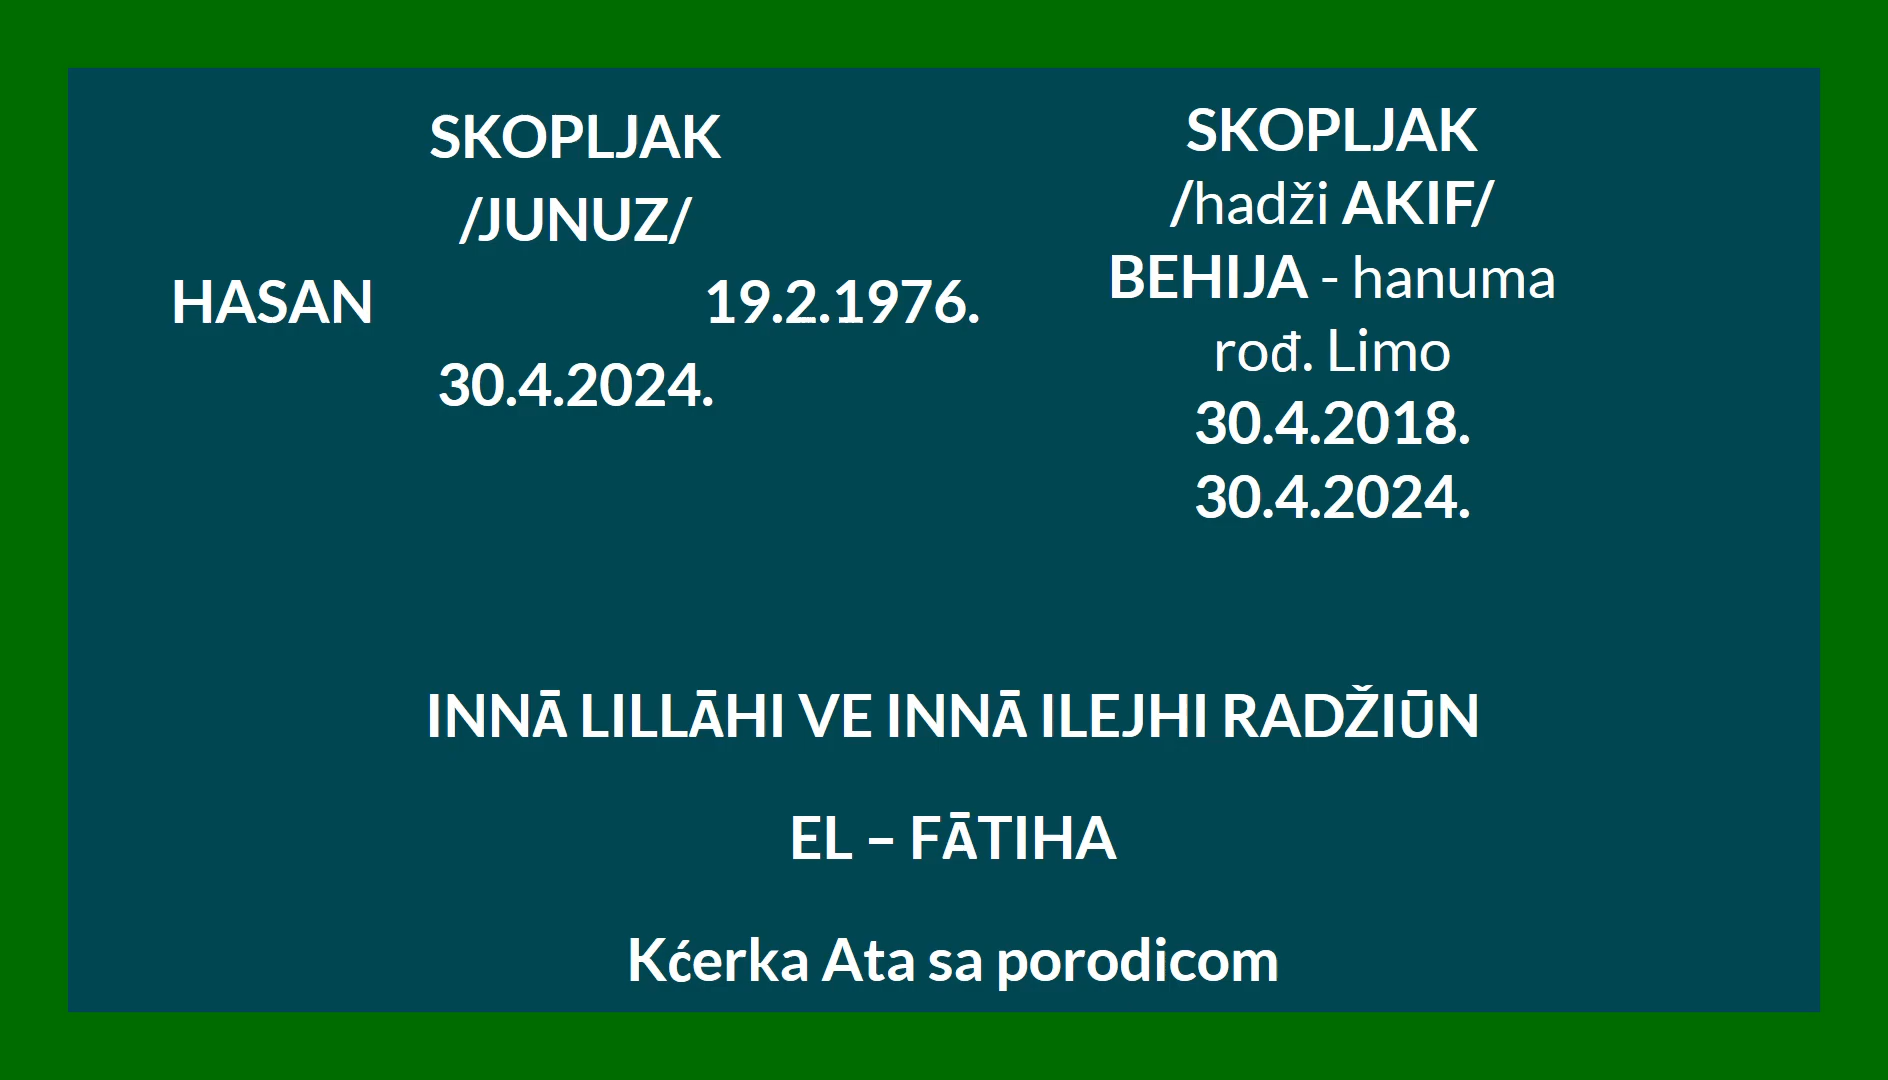 SKOPLJAK
/JUNUZ/
HASAN 19.2.1976.
30.4.2024.
SKOPLJAK
/hadži AKIF/
BEHIJA - hanuma
rođ. Limo
30.4.2018.
30.4.2024.
INNĀ LILLĀHI VE INNĀ ILEJHI RADŽIŪN
EL – FĀTIHA
Kćerka Ata sa porodicom